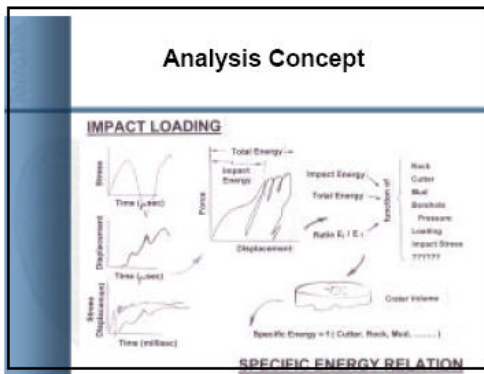 Analysis Concept
IMPACT LOADING
Stress
Time (μsec)
Displacement
Time (μsec)
Stress
Displacement
Time (millisec)
Total Energy
Impact
Energy
Force
Displacement
Impact Energy
Total Energy
Ratio E I / E T
function of
Rock
Cutter
Mud
Borehole
Pressure
Loading
Impact Stress
??????
Crater Volume
Specific Energy = f ( Cutter, Rock, Mud, ........ )
SPECIFIC ENERGY RELATION